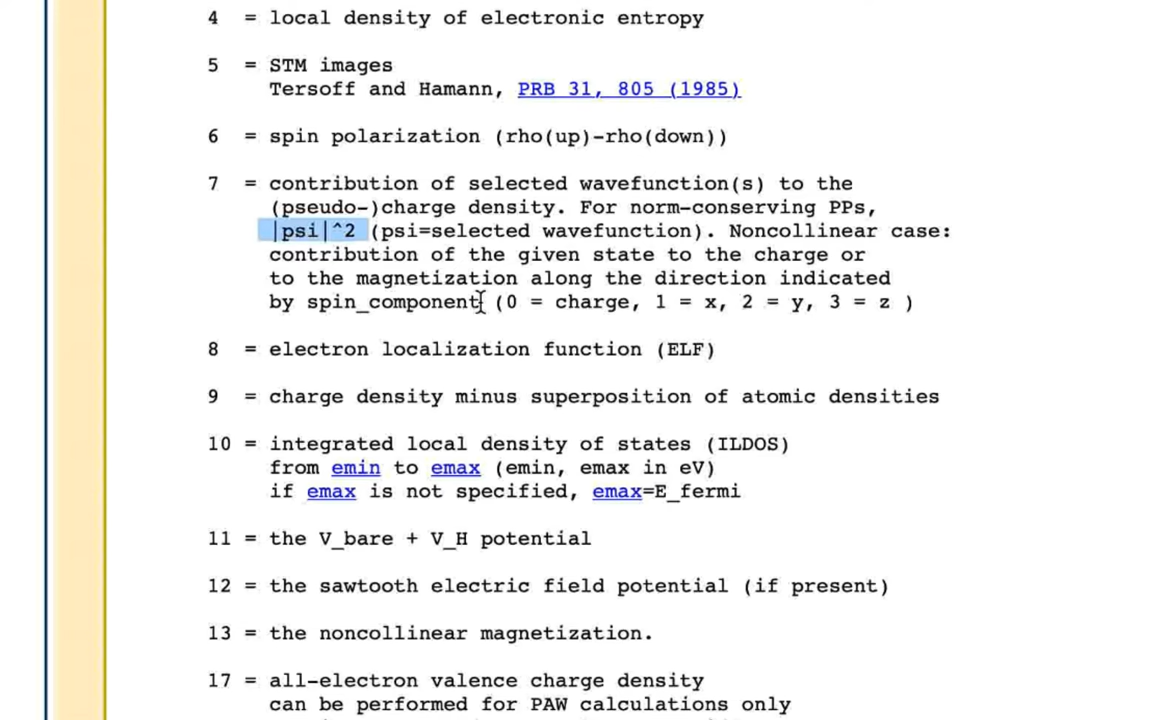 4 = local density of electronic entropy
5 = STM images
Tersoff and Hamann, PRB 31, 805 (1985)
6 = spin polarization (rho(up)-rho(down))
7 = contribution of selected wavefunction(s) to the
(pseudo-)charge density. For norm-conserving PPs,
|psi|^2 (psi=selected wavefunction). Noncollinear case:
contribution of the given state to the charge or
to the magnetization along the direction indicated
by spin_component (0 = charge, 1 = x, 2 = y, 3 = z )
8 = electron localization function (ELF)
9 = charge density minus superposition of atomic densities
10 = integrated local density of states (ILDOS)
from emin to emax (emin, emax in eV)
if emax is not specified, emax=E_fermi
11 = the V_bare + V_H potential
12 = the sawtooth electric field potential (if present)
13 = the noncollinear magnetization.
17 = all-electron valence charge density
can be performed for PAW calculations only